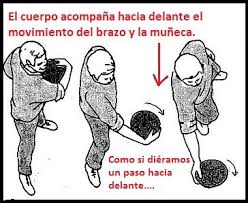 El cuerpo acompaña hacia delante el
movimiento del brazo y la muñeca.
Como si diéramos
un paso hacia
delante....